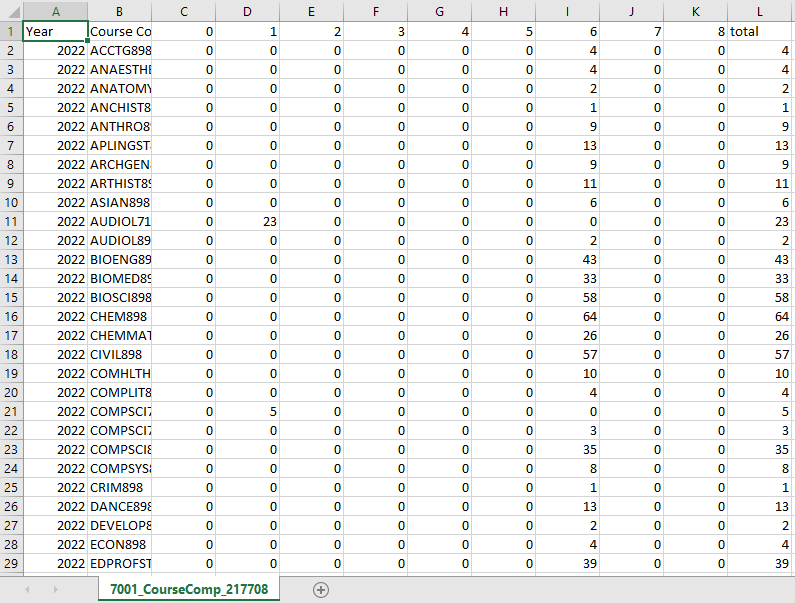 A B C D E F G H I J K L
1 Year Course Co 0 1 2 3 4 5 6 7 8 total
2 2022 ACCTG898 0 0 0 0 0 0 4 0 0 4
3 2022 ANAESTHE 0 0 0 0 0 0 4 0 0 4
4 2022 ANATOMY 0 0 0 0 0 0 2 0 0 2
5 2022 ANCHIST8 0 0 0 0 0 0 1 0 0 1
6 2022 ANTHRO89 0 0 0 0 0 0 9 0 0 9
7 2022 APLINGST 0 0 0 0 0 0 13 0 0 13
8 2022 ARCHGEN 0 0 0 0 0 0 9 0 0 9
9 2022 ARTHIST89 0 0 0 0 0 0 11 0 0 11
10 2022 ASIAN898 0 0 0 0 0 0 6 0 0 6
11 2022 AUDIOL71 0 23 0 0 0 0 0 0 0 23
12 2022 AUDIOL89 0 0 0 0 0 0 2 0 0 2
13 2022 BIOENG89 0 0 0 0 0 0 43 0 0 43
14 2022 BIOMED89 0 0 0 0 0 0 33 0 0 33
15 2022 BIOSCI898 0 0 0 0 0 0 58 0 0 58
16 2022 CHEM898 0 0 0 0 0 0 64 0 0 64
17 2022 CHEMMAT 0 0 0 0 0 0 26 0 0 26
18 2022 CIVIL898 0 0 0 0 0 0 57 0 0 57
19 2022 COMHLTH 0 0 0 0 0 0 10 0 0 10
20 2022 COMPLIT8 0 0 0 0 0 0 4 0 0 4
21 2022 COMPSCI7 0 5 0 0 0 0 0 0 0 5
22 2022 COMPSCI7 0 0 0 0 0 0 3 0 0 3
23 2022 COMPSCI8 0 0 0 0 0 0 35 0 0 35
24 2022 COMPSYS8 0 0 0 0 0 0 8 0 0 8
25 2022 CRIM898 0 0 0 0 0 0 1 0 0 1
26 2022 DANCE898 0 0 0 0 0 0 13 0 0 13
27 2022 DEVELOP8 0 0 0 0 0 0 2 0 0 2
28 2022 ECON898 0 0 0 0 0 0 4 0 0 4
29 2022 EDPROFST 0 0 0 0 0 0 39 0 0 39
7001_CourseComp_217708